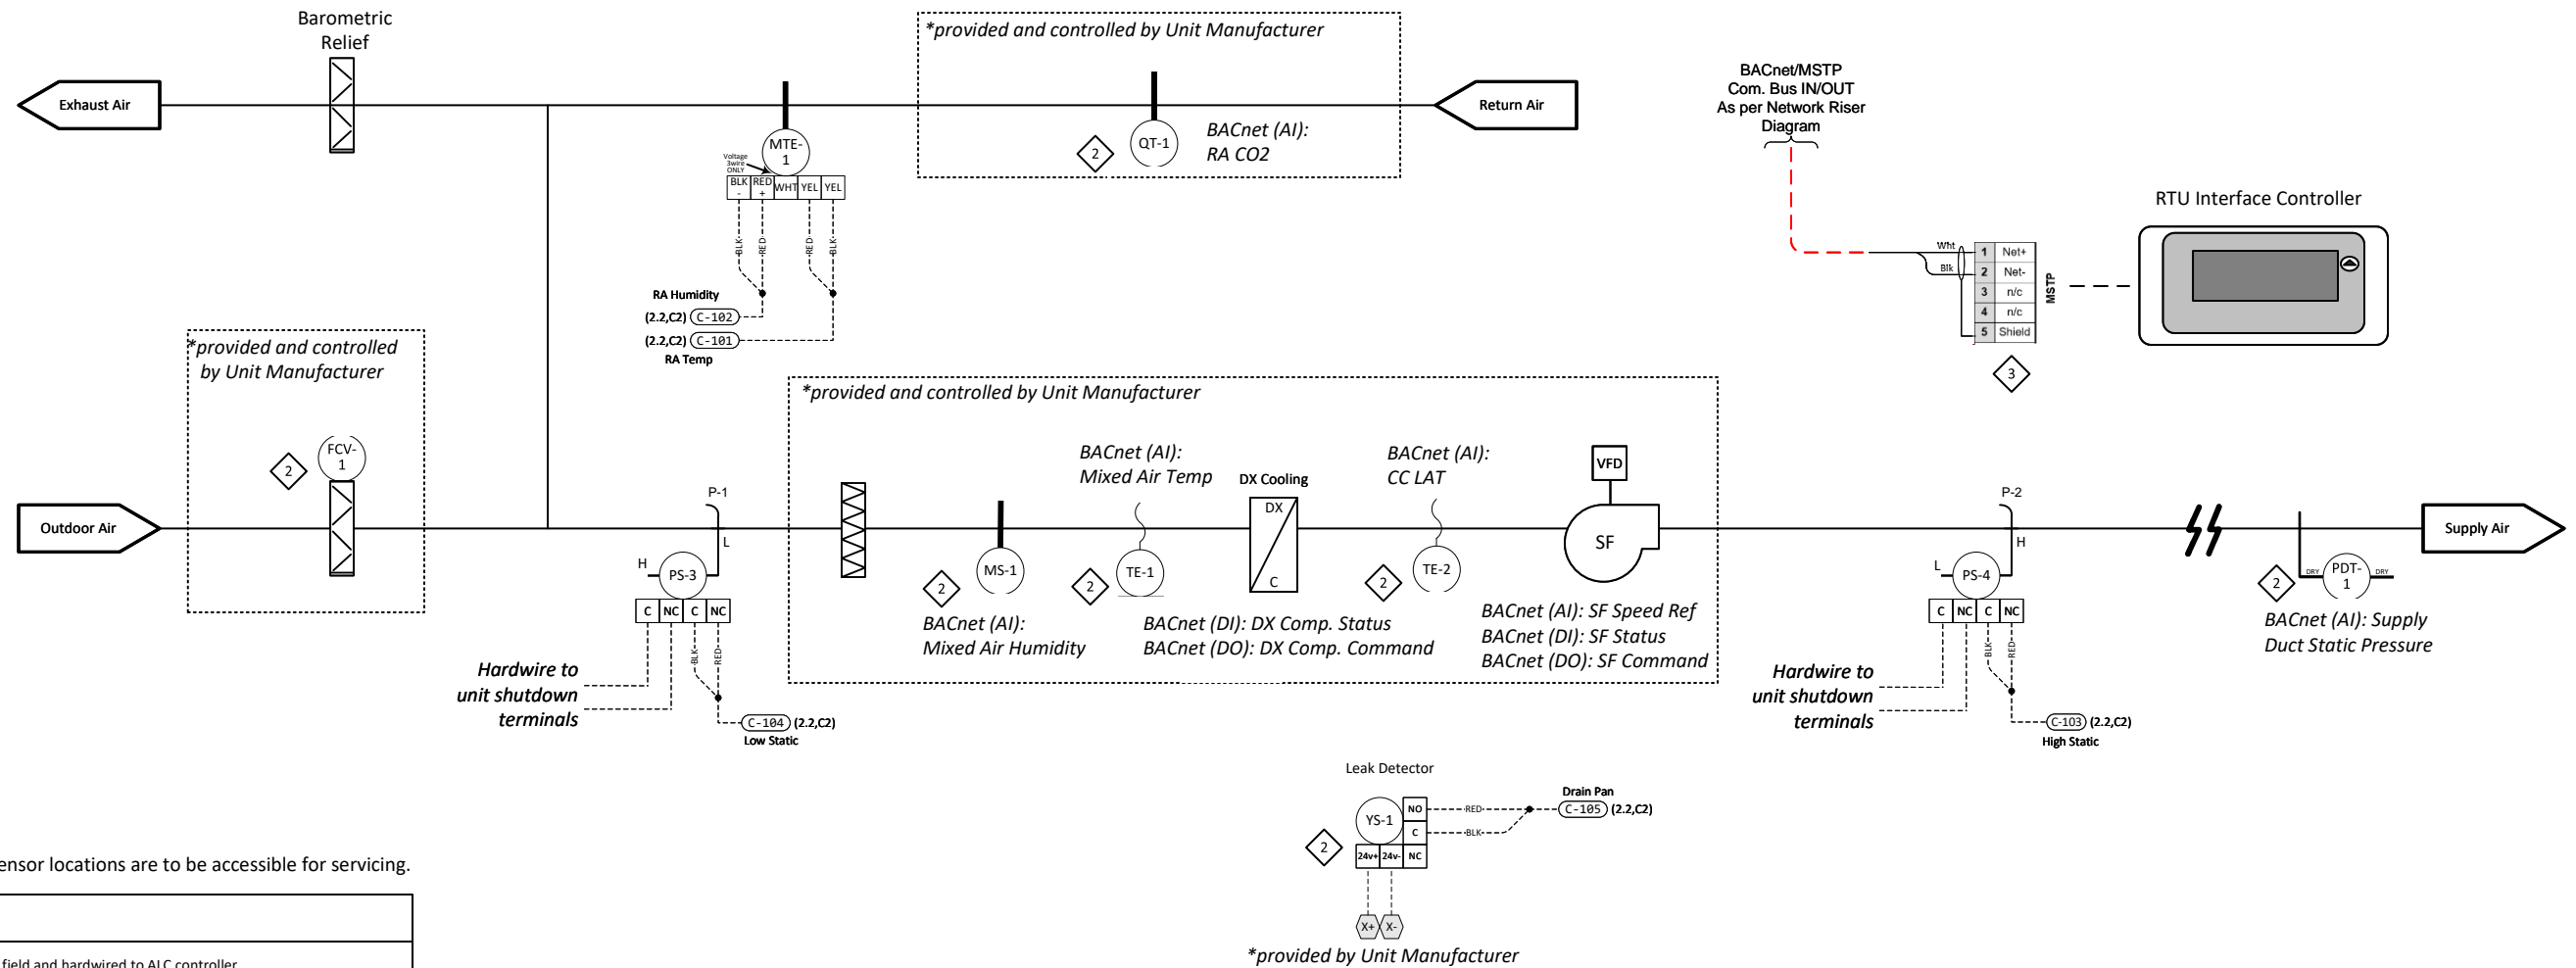 Barometric
Relief
*provided and controlled by Unit Manufacturer
Exhaust Air
Return Air
MTE-
1
Voltage
3wire
ONLY
BLK
-
RED
+
WHT
YEL
YEL
2
QT-1
BACnet (AI):
RA CO2
BLK
RED
RED
BLK
RA Humidity
(2.2,C2)
C-102
(2.2,C2)
C-101
RA Temp
BACnet/MSTP
Com. Bus IN/OUT
As per Network Riser
Diagram
RTU Interface Controller
Wht
Blk
1 Net+
2 Net-
3 n/c
4 n/c
5 Shield
MSTP
3
*provided and controlled
by Unit Manufacturer
2
FCV-
1
Outdoor Air
P-1
L
H
PS-3
C NC C NC
BLK
RED
Hardwire to
unit shutdown
terminals
C-104 (2.2,C2)
Low Static
*provided and controlled by Unit Manufacturer
2
MS-1
BACnet (AI):
Mixed Air Humidity
BACnet (AI):
Mixed Air Temp
2
TE-1
DX Cooling
DX
C
BACnet (DI): DX Comp. Status
BACnet (DO): DX Comp. Command
BACnet (AI):
CC LAT
2
TE-2
VFD
SF
BACnet (AI): SF Speed Ref
BACnet (DI): SF Status
BACnet (DO): SF Command
P-2
H
L
PS-4
C NC C NC
BLK
RED
Hardwire to
unit shutdown
terminals
C-103 (2.2,C2)
High Static
Supply Air
2
DRY
PDT-
1
DRY
BACnet (AI): Supply
Duct Static Pressure
Leak Detector
2
YS-1
NO
C
24v+ 24v- NC
RED
BLK
Drain Pan
C-105 (2.2,C2)
X+ X-
*provided by Unit Manufacturer
ensor locations are to be accessible for servicing.
field and hardwired to ALC controller